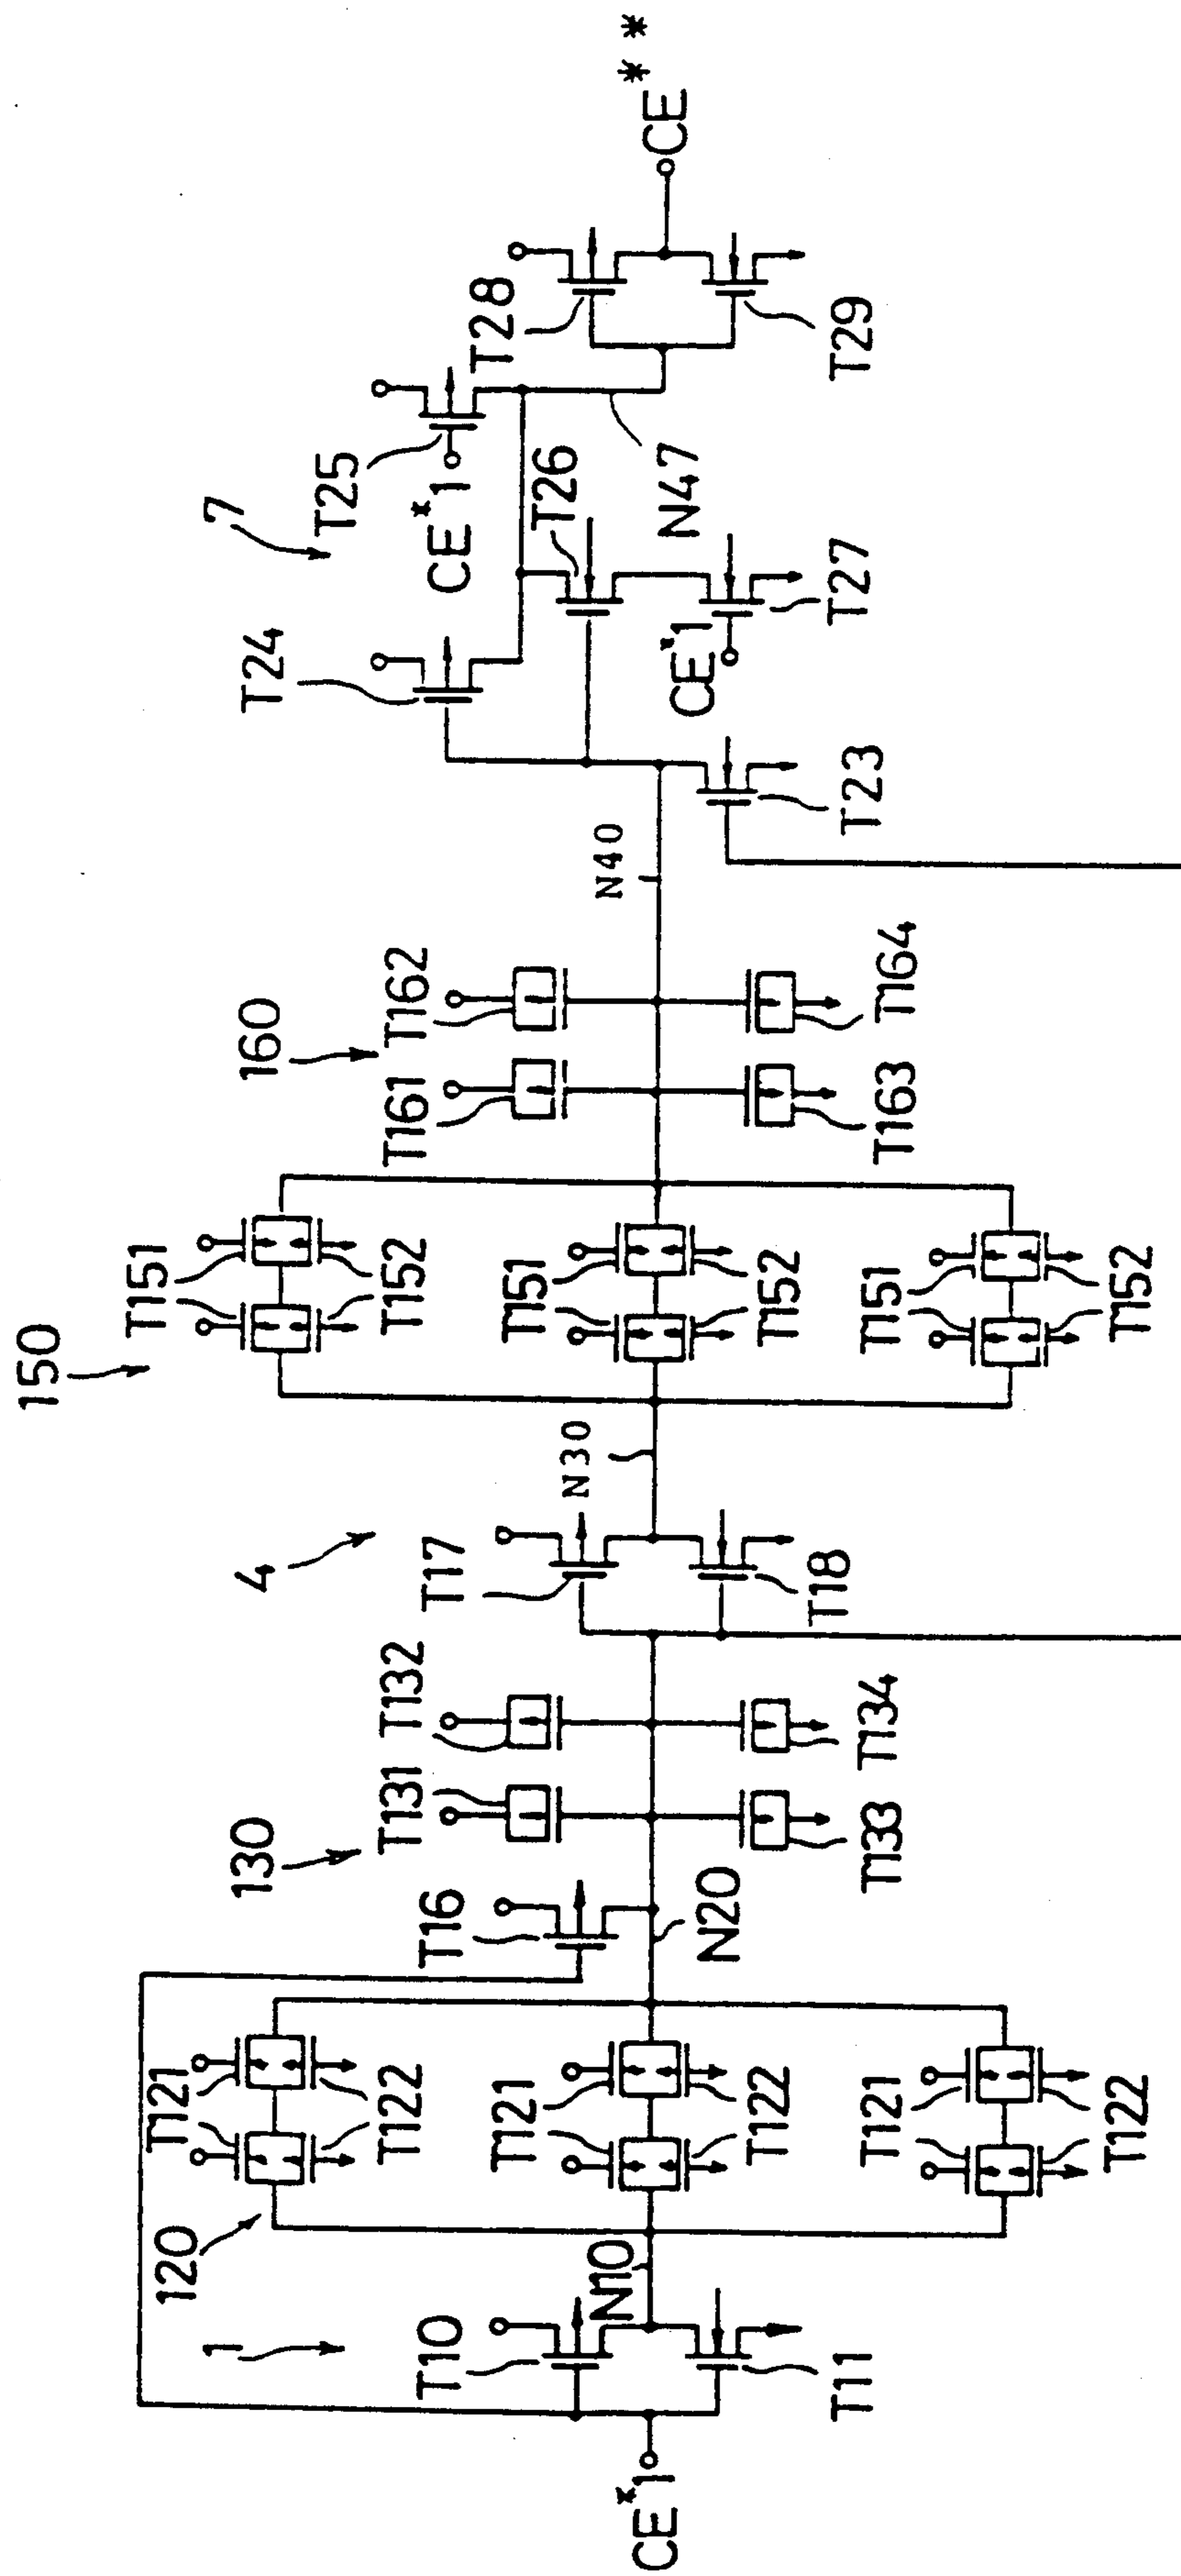 CE*1
1
T10
T11
N10
120
T121
T122
T121
T122
T121
T122
T16
N20
130
T131
T132
T133
T134
4
T17
T18
N30
150
T151
T152
T151
T152
T151
T152
160
T161
T162
T163
T164
N40
T23
7
T24
T25
CE*1
T26
CE*1
T27
N47
T28
T29
CE**